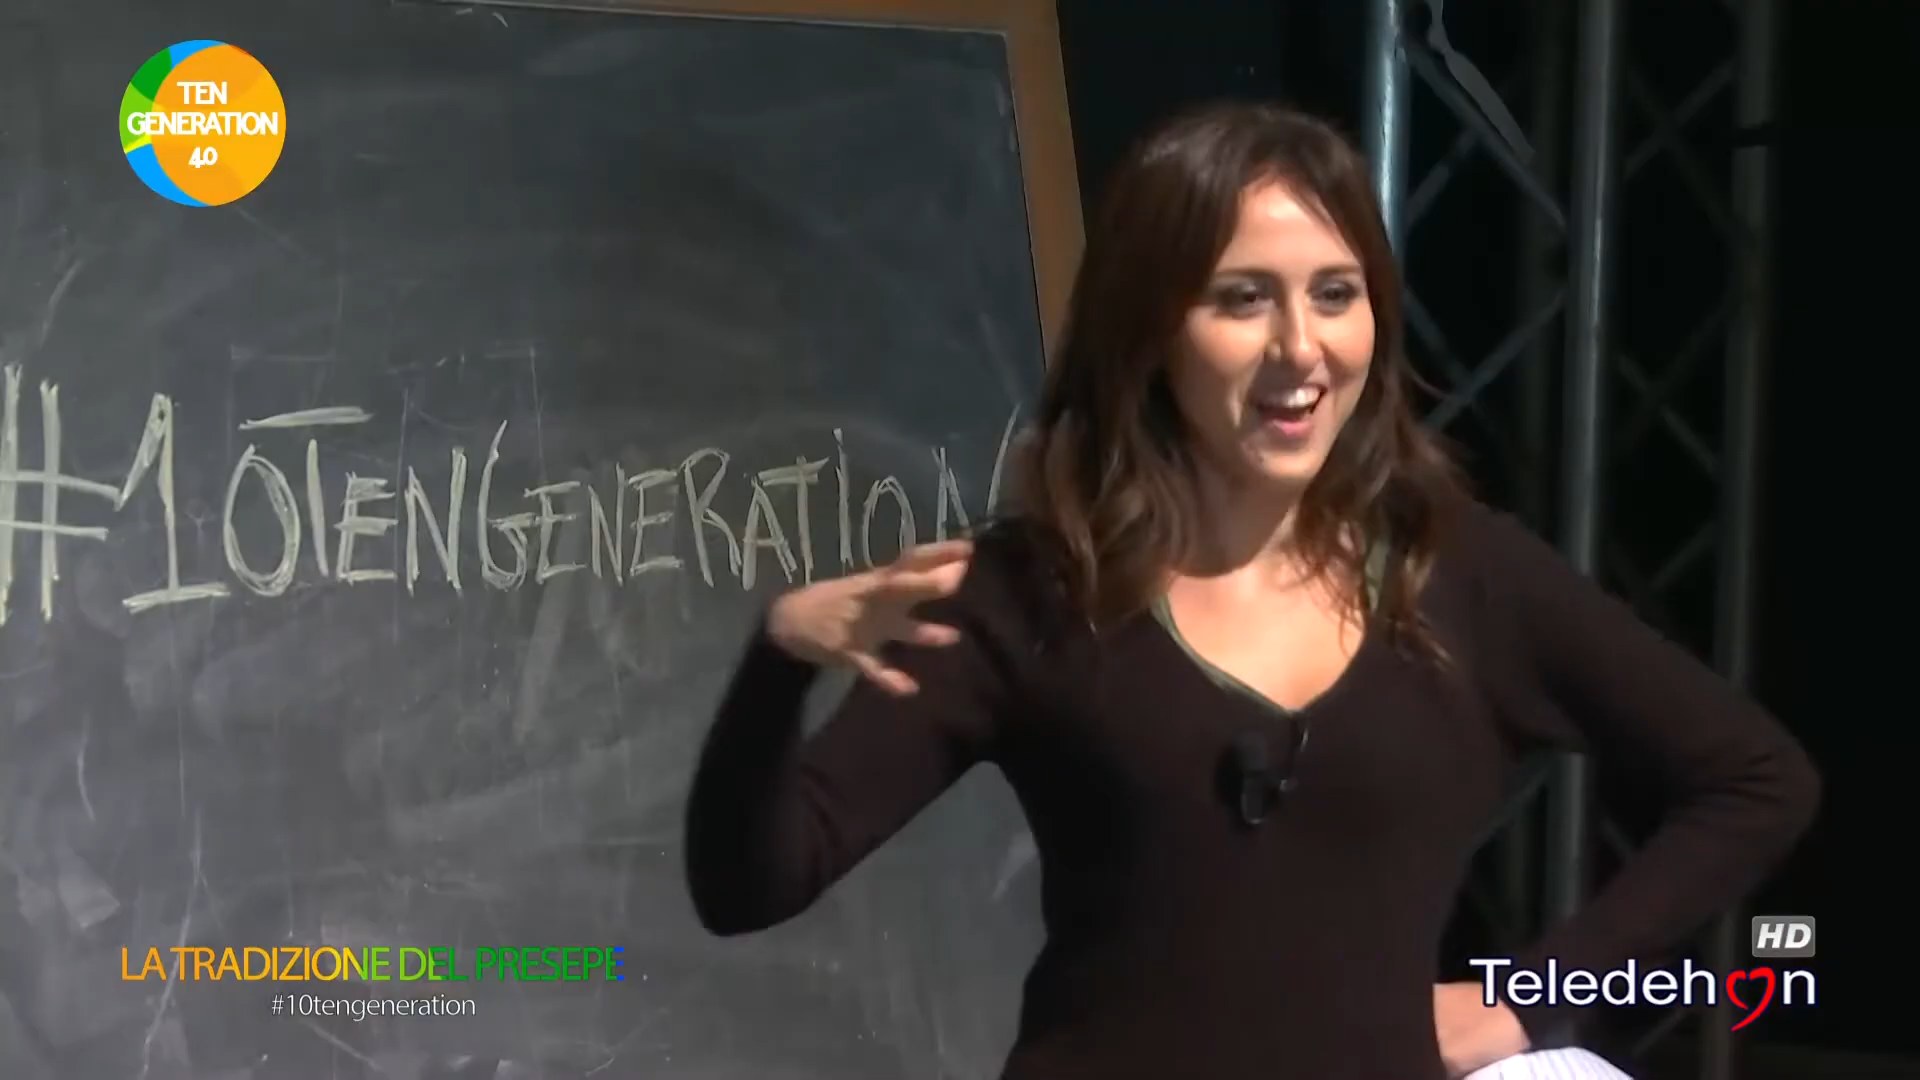 TEN
GENERATION
4.0
#10TENGENERATION
LA TRADIZIONE DEL PRESEPE
#10tengeneration
HD
Teledehon